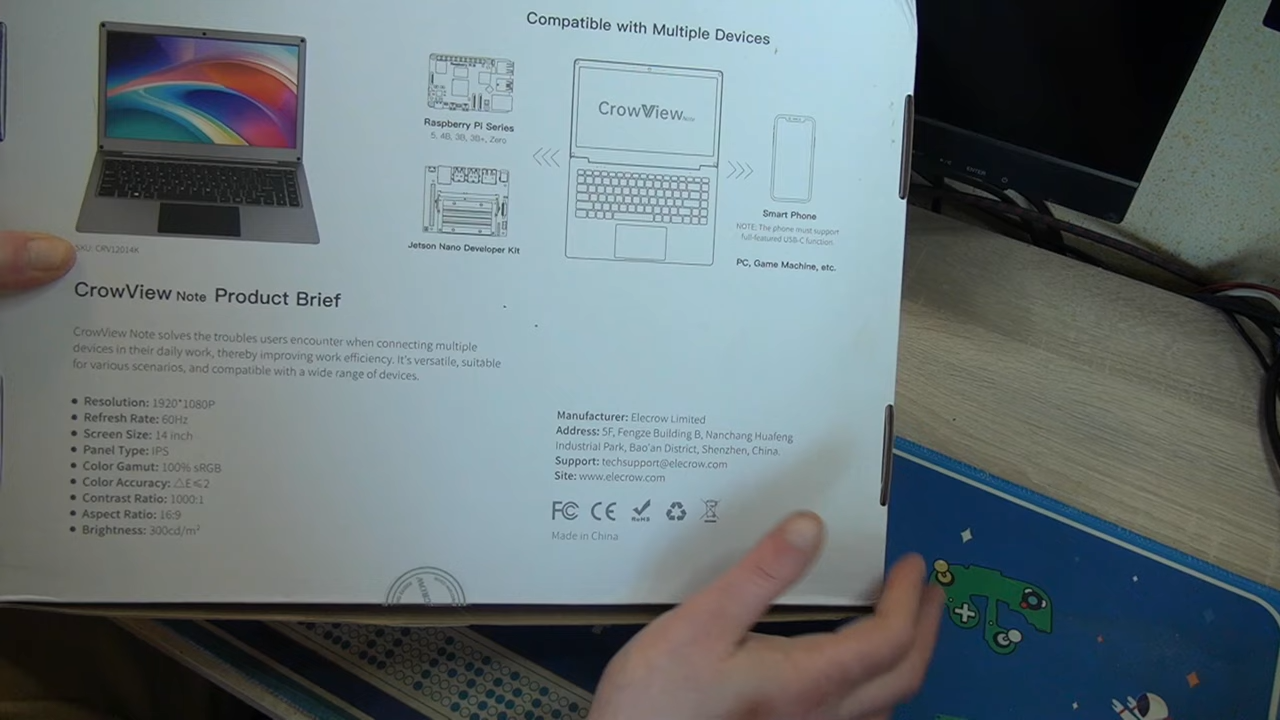 Compatible with Multiple Devices
CrowView Note
Raspberry Pi Series
5, 4B, 3B, 3B+, Zero
Jetson Nano Developer Kit
Smart Phone
NOTE: The phone must support
full-featured USB-C function.
PC, Game Machine, etc.
SKU: CRV12014K
CrowView Note Product Brief
CrowView Note solves the troubles users encounter when connecting multiple
devices in their daily work, thereby improving work efficiency. It's versatile, suitable
for various scenarios, and compatible with a wide range of devices.
• Resolution: 1920*1080P
• Refresh Rate: 60Hz
• Screen Size: 14 inch
• Panel Type: IPS
• Color Gamut: 100% sRGB
• Color Accuracy: △E≤2
• Contrast Ratio: 1000:1
• Aspect Ratio: 16:9
• Brightness: 300cd/m²
Manufacturer: Elecrow Limited
Address: 5F, Fengze Building B, Nanchang Huafeng
Industrial Park, Bao'an District, Shenzhen, China.
Support: techsupport@elecrow.com
Site: www.elecrow.com
FC CE RoHS
Made in China
ENTER